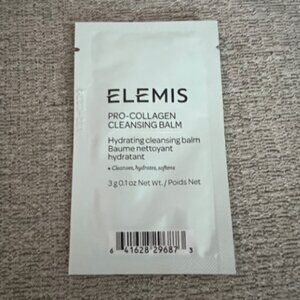 ELEMIS
PRO-COLLAGEN
CLEANSING BALM
Hydrating cleansing balm
Baume nettoyant
hydratant
• Cleanses, hydrates, softens
3 g 0.1 oz Net Wt. / Poids Net
6 41628 29687 3